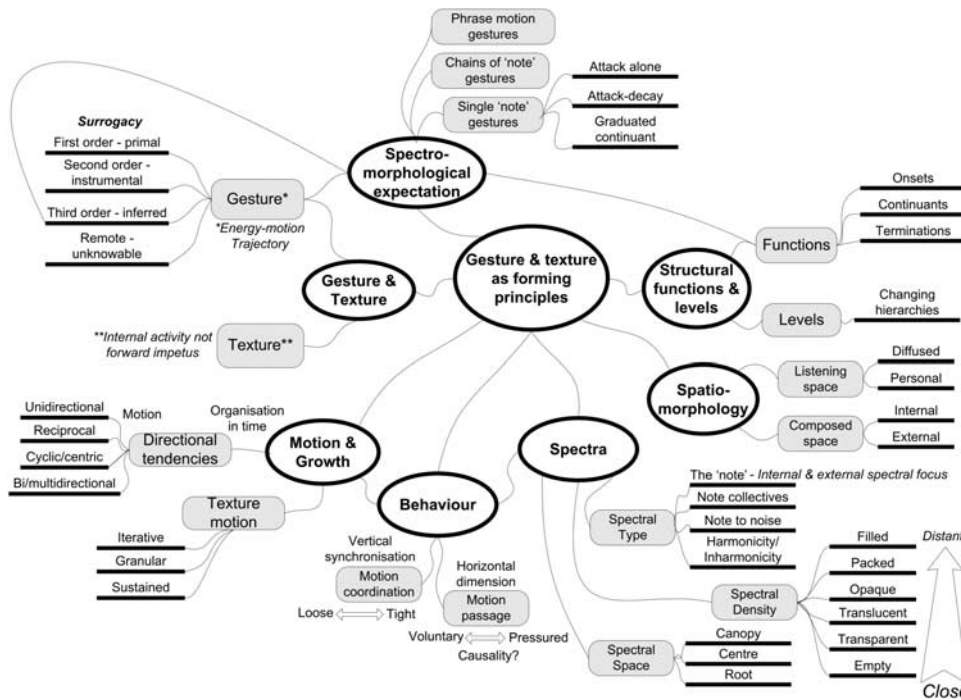 Phrase motion
gestures
Chains of ‘note’
gestures
Single ‘note’
gestures
Attack alone
Attack-decay
Graduated
continuant
Spectro-
morphological
expectation
Surrogacy
First order - primal
Second order -
instrumental
Third order - inferred
Remote -
unknowable
Gesture*
*Energy-motion
Trajectory
Gesture &
Texture
Texture**
**Internal activity not
forward impetus
Gesture & texture
as forming
principles
Structural
functions &
levels
Functions
Onsets
Continuants
Terminations
Levels
Changing
hierarchies
Spatio-
morphology
Listening
space
Diffused
Personal
Composed
space
Internal
External
Motion &
Growth
Organisation
in time
Motion
Directional
tendencies
Unidirectional
Reciprocal
Cyclic/centric
Bi/multidirectional
Texture
motion
Iterative
Granular
Sustained
Behaviour
Vertical
synchronisation
Motion
coordination
Loose
Tight
Horizontal
dimension
Motion
passage
Voluntary
Pressured
Causality?
Spectra
Spectral
Type
The ‘note’ - Internal & external spectral focus
Note collectives
Note to noise
Harmonicity/
Inharmonicity
Spectral
Density
Filled
Packed
Opaque
Translucent
Transparent
Empty
Distant
Close
Spectral
Space
Canopy
Centre
Root